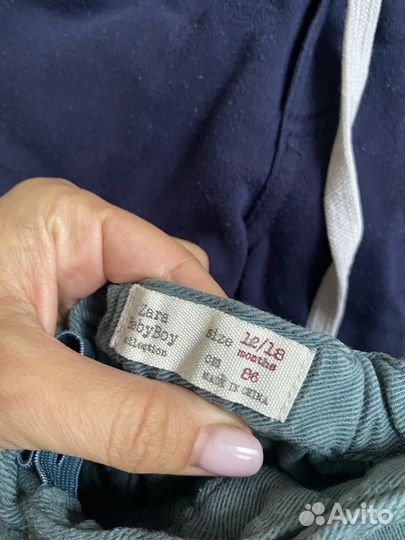 Zara
BabyBoy
collection
size 12/18
months
cm 86
MADE IN CHINA
Avito